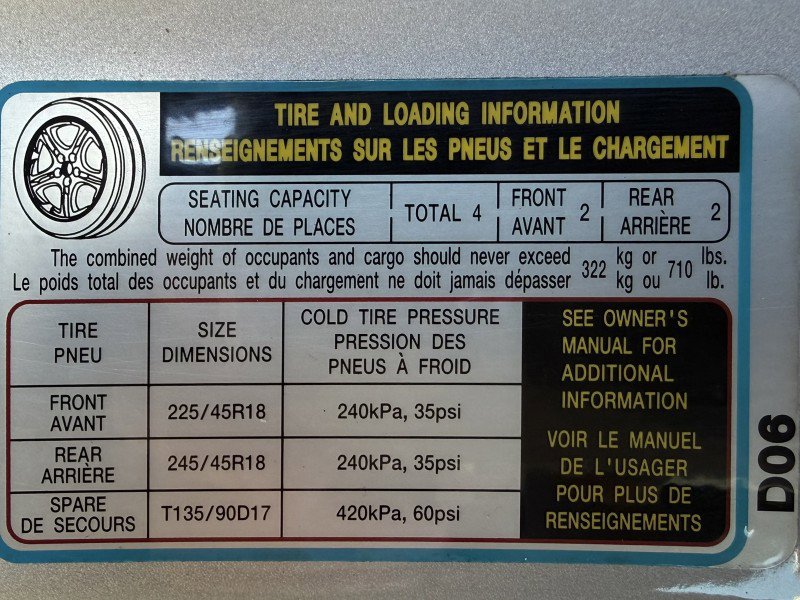 TIRE AND LOADING INFORMATION
RENSEIGNEMENTS SUR LES PNEUS ET LE CHARGEMENT
SEATING CAPACITY
NOMBRE DE PLACES
TOTAL 4
FRONT
AVANT 2
REAR
ARRIÈRE 2
The combined weight of occupants and cargo should never exceed 322 kg or 710 lbs.
Le poids total des occupants et du chargement ne doit jamais dépasser kg ou lb.
TIRE
PNEU
SIZE
DIMENSIONS
COLD TIRE PRESSURE
PRESSION DES
PNEUS À FROID
FRONT
AVANT
225/45R18
240kPa, 35psi
REAR
ARRIÈRE
245/45R18
240kPa, 35psi
SPARE
DE SECOURS
T135/90D17
420kPa, 60psi
SEE OWNER'S
MANUAL FOR
ADDITIONAL
INFORMATION
VOIR LE MANUEL
DE L'USAGER
POUR PLUS DE
RENSEIGNEMENTS
D06